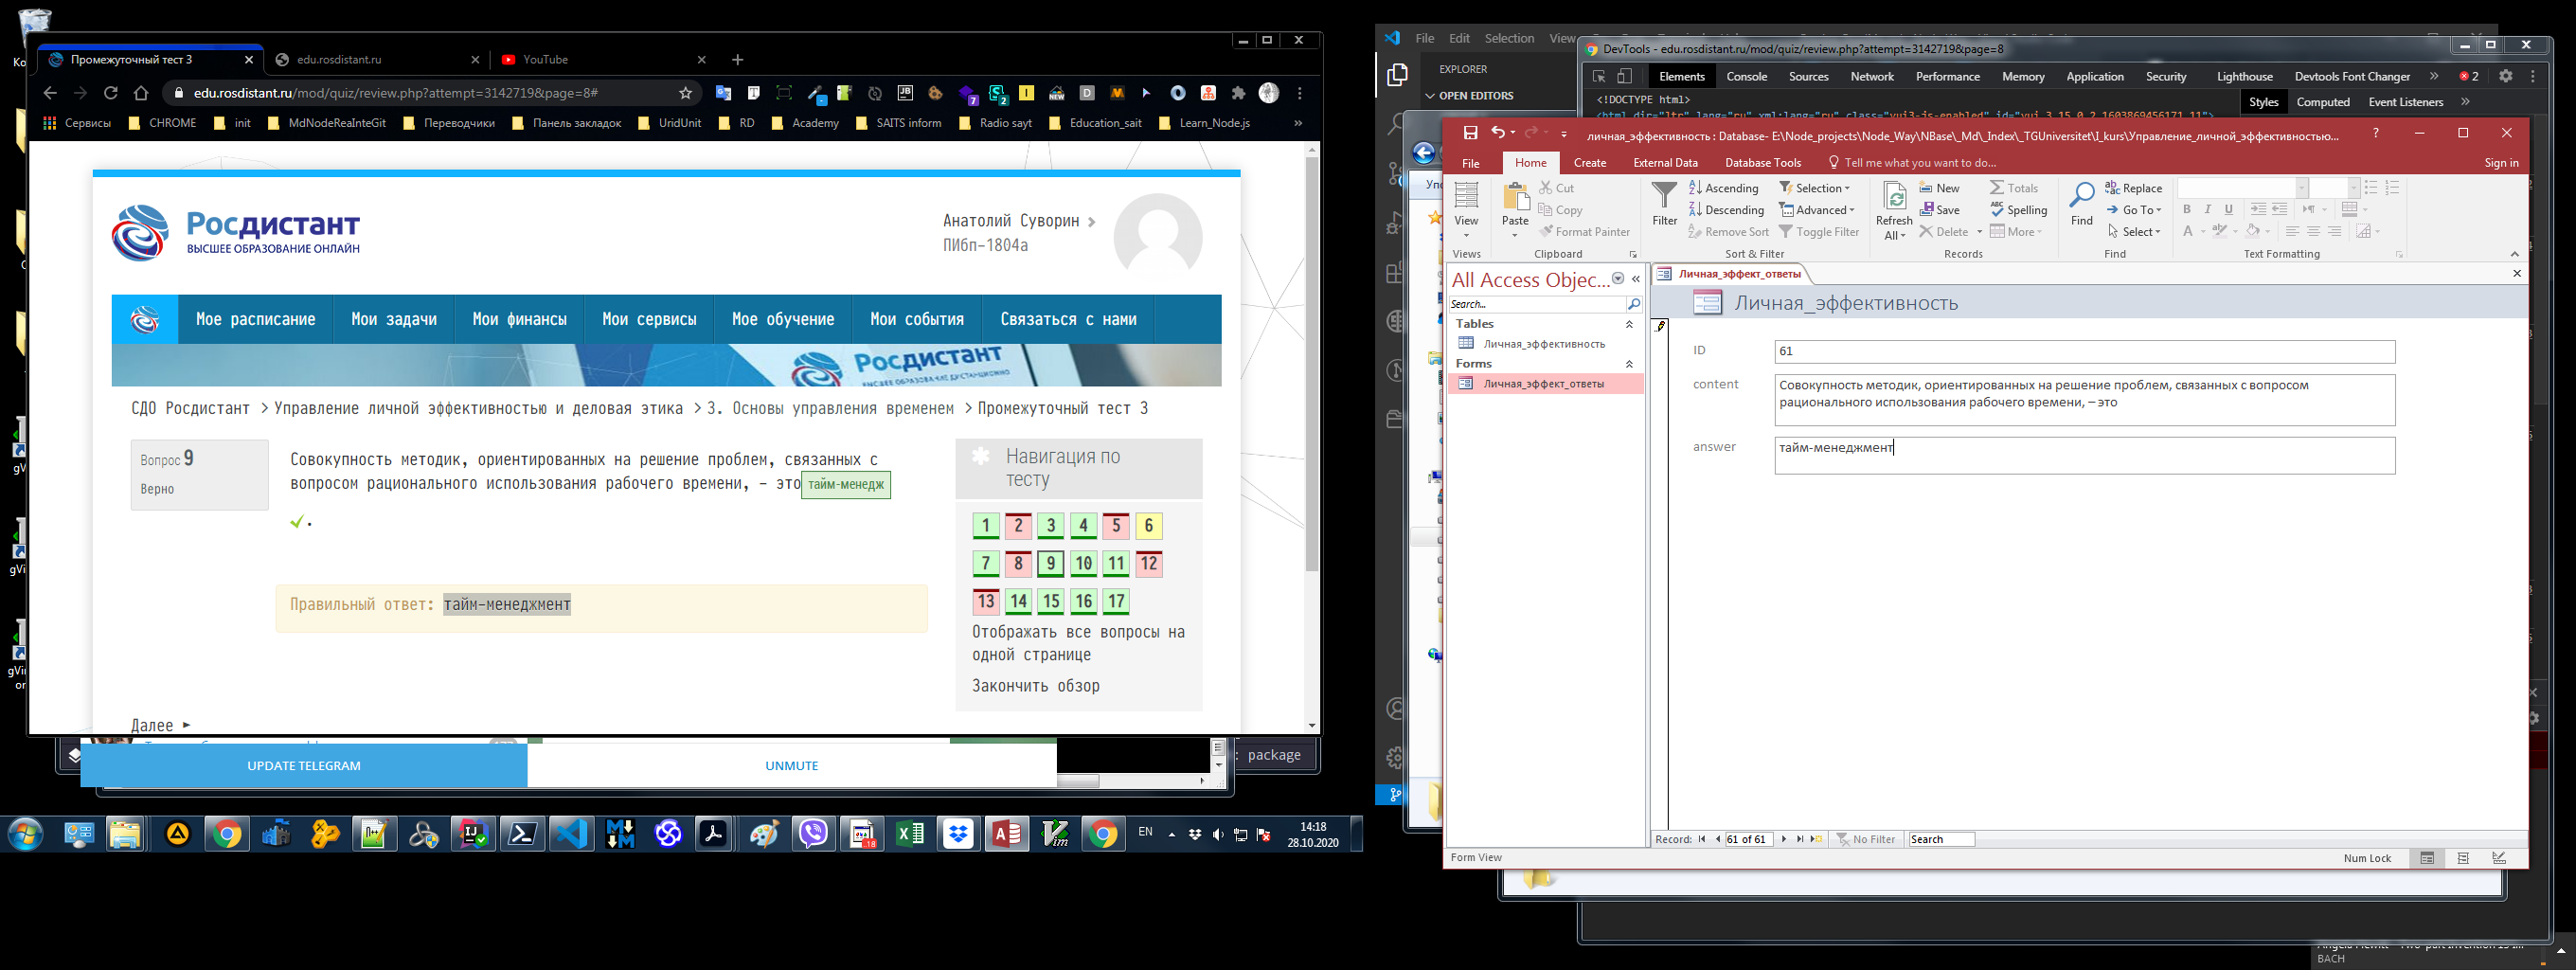 Промежуточный тест 3
edu.rosdistant.ru
YouTube
edu.rosdistant.ru/mod/quiz/review.php?attempt=3142719&page=8#
Сервисы
CHROME
init
MdNodeReaInteGit
Переводчики
Панель закладок
UridUnit
RD
Academy
SAITS inform
Radio sayt
Education_sait
Learn_Node.js
Росдистант
ВЫСШЕЕ ОБРАЗОВАНИЕ ОНЛАЙН
Анатолий Суворин
ПИбп-1804а
Мое расписание
Мои задачи
Мои финансы
Мои сервисы
Мое обучение
Мои события
Связаться с нами
Росдистант
СДО Росдистант > Управление личной эффективностью и деловая этика > 3. Основы управления временем > Промежуточный тест 3
Вопрос 9
Верно
Совокупность методик, ориентированных на решение проблем, связанных с
вопросом рационального использования рабочего времени, – это тайм-менедж
.
Правильный ответ: тайм-менеджмент
Навигация по
тесту
1 2 3 4 5 6
7 8 9 10 11 12
13 14 15 16 17
Отображать все вопросы на
одной странице
Закончить обзор
Далее ►
UPDATE TELEGRAM
UNMUTE
: package
EN
14:18
28.10.2020
File Edit Selection View
EXPLORER
OPEN EDITORS
DevTools - edu.rosdistant.ru/mod/quiz/review.php?attempt=3142719&page=8
Elements Console Sources Network Performance Memory Application Security Lighthouse Devtools Font Changer » 2
<!DOCTYPE html>
Styles Computed Event Listeners »
личная_эффективность : Database- E:\Node_projects\Node_Way\NBase\_Md\_Index\_TGUniversitet\I_kurs\Управление_личной_эффективностью...
File Home Create External Data Database Tools Tell me what you want to do...
Sign in
View
Views
Paste
Cut
Copy
Format Painter
Clipboard
Filter
Ascending
Descending
Remove Sort
Selection
Advanced
Toggle Filter
Sort & Filter
Refresh
All
New
Save
Delete
Totals
Spelling
More
Records
Find
Replace
Go To
Select
Find
B I U
Text Formatting
All Access Objec...
Search...
Tables
Личная_эффективность
Forms
Личная_эффект_ответы
Личная_эффект_ответы
Личная_эффективность
ID
61
content
Совокупность методик, ориентированных на решение проблем, связанных с вопросом
рационального использования рабочего времени, – это
answer
тайм-менеджмент
Record: 61 of 61 No Filter Search
Form View
Num Lock
BACH